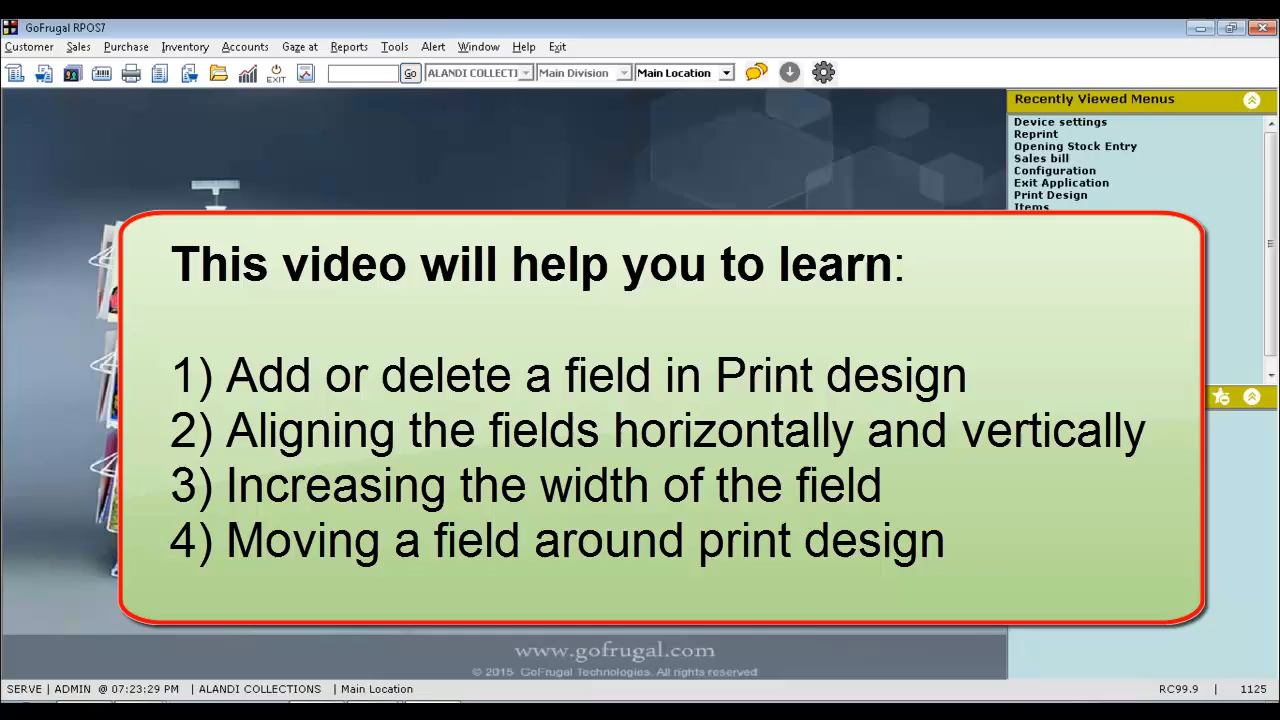 GoFrugal RPOS7
Customer Sales Purchase Inventory Accounts Gaze at Reports Tools Alert Window Help Exit
EXIT Go ALANDI COLLECTI Main Division Main Location
Recently Viewed Menus
Device settings
Reprint
Opening Stock Entry
Sales bill
Configuration
Exit Application
Print Design
Items
This video will help you to learn:
1) Add or delete a field in Print design
2) Aligning the fields horizontally and vertically
3) Increasing the width of the field
4) Moving a field around print design
www.gofrugal.com
© 2015- GoFrugal Technologies. All rights reserved
SERVE | ADMIN @ 07:23:29 PM | ALANDI COLLECTIONS | Main Location RC99.9 | 1125